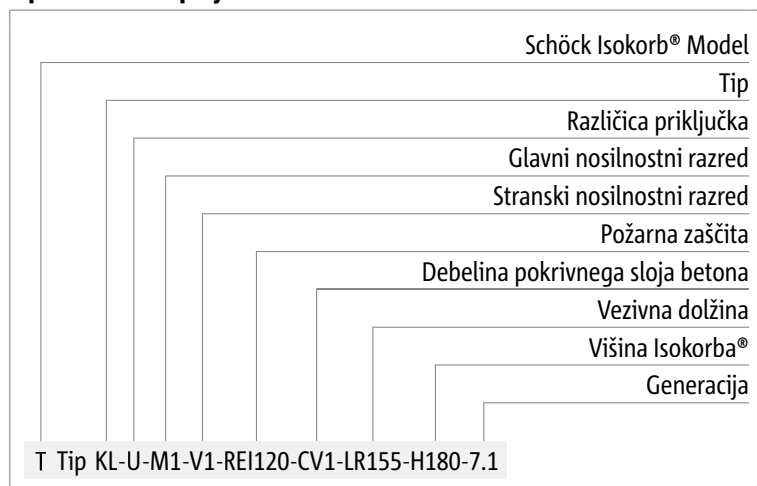 Schöck Isokorb® Model
Tip
Različica priključka
Glavni nosilnostni razred
Stranski nosilnostni razred
Požarna zaščita
Debelina pokrivnega sloja betona
Vezivna dolžina
Višina Isokorba®
Generacija
T Tip KL-U-M1-V1-REI120-CV1-LR155-H180-7.1